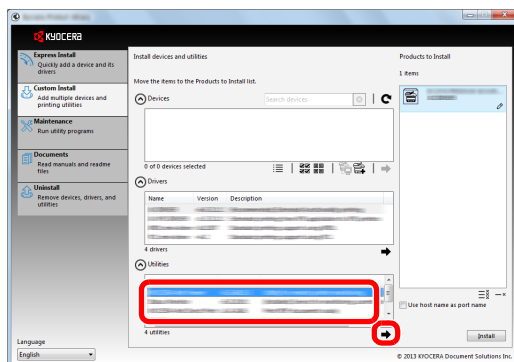 KYOCERA
Express Install
Quickly add a device and its
drivers
Custom Install
Add multiple devices and
printing utilities
Maintenance
Run utility programs
Documents
Read manuals and readme
files
Uninstall
Remove devices, drivers, and
utilities
Language
English
Install devices and utilities
Move the items to the Products to Install list.
Devices
Search devices
0 of 0 devices selected
Drivers
Name Version Description
4 drivers
Utilities
4 utilities
Products to Install
1 items
Use host name as port name
Install
© 2013 KYOCERA Document Solutions Inc.